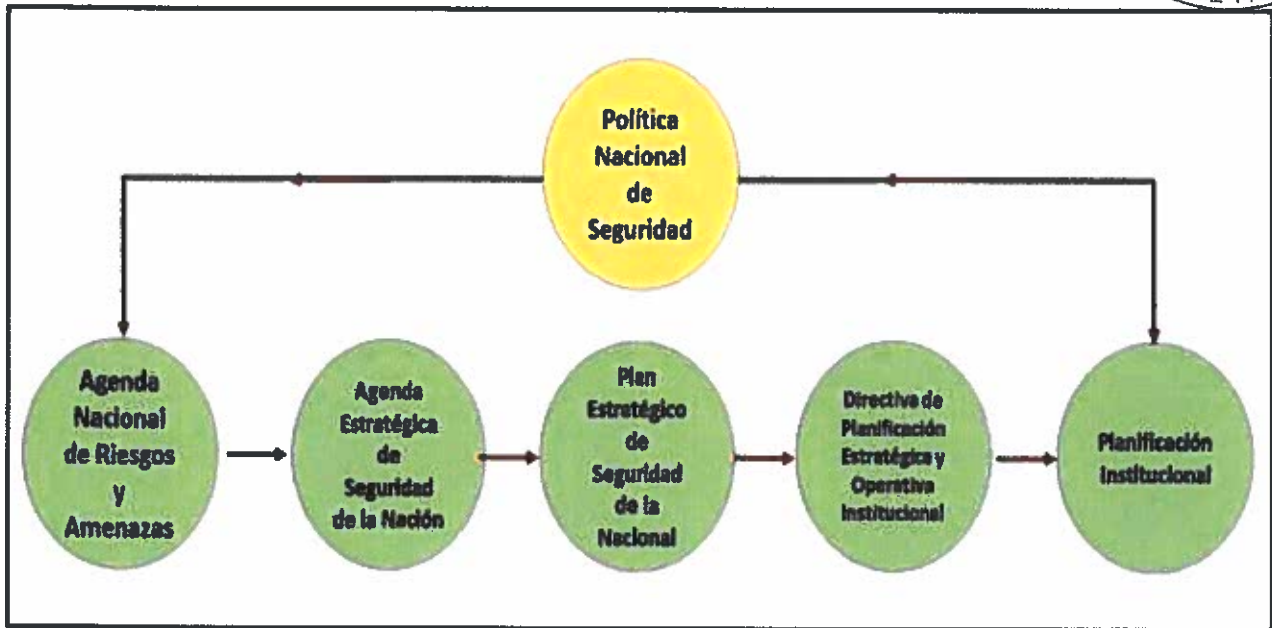 Política
Nacional
de
Seguridad
Agenda
Nacional
de Riesgos
y
Amenazas
Agenda
Estratégica
de
Seguridad
de la Nación
Plan
Estratégico
de
Seguridad
de la
Nacional
Directiva de
Planificación
Estratégica y
Operativa
Institucional
Planificación
Institucional